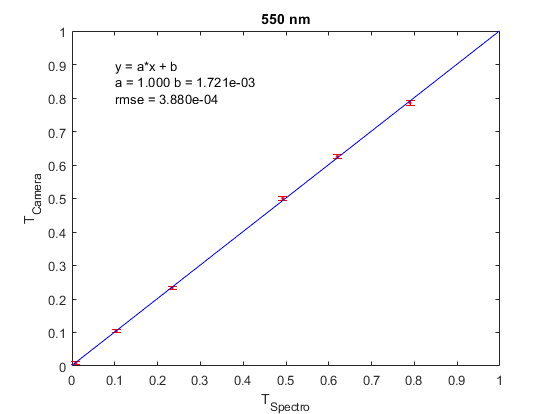 550 nm
y = a*x + b
a = 1.000 b = 1.721e-03
rmse = 3.880e-04
1
0.9
0.8
0.7
0.6
0.5
0.4
0.3
0.2
0.1
0
T_Camera
0 0.1 0.2 0.3 0.4 0.5 0.6 0.7 0.8 0.9 1
T_Spectro